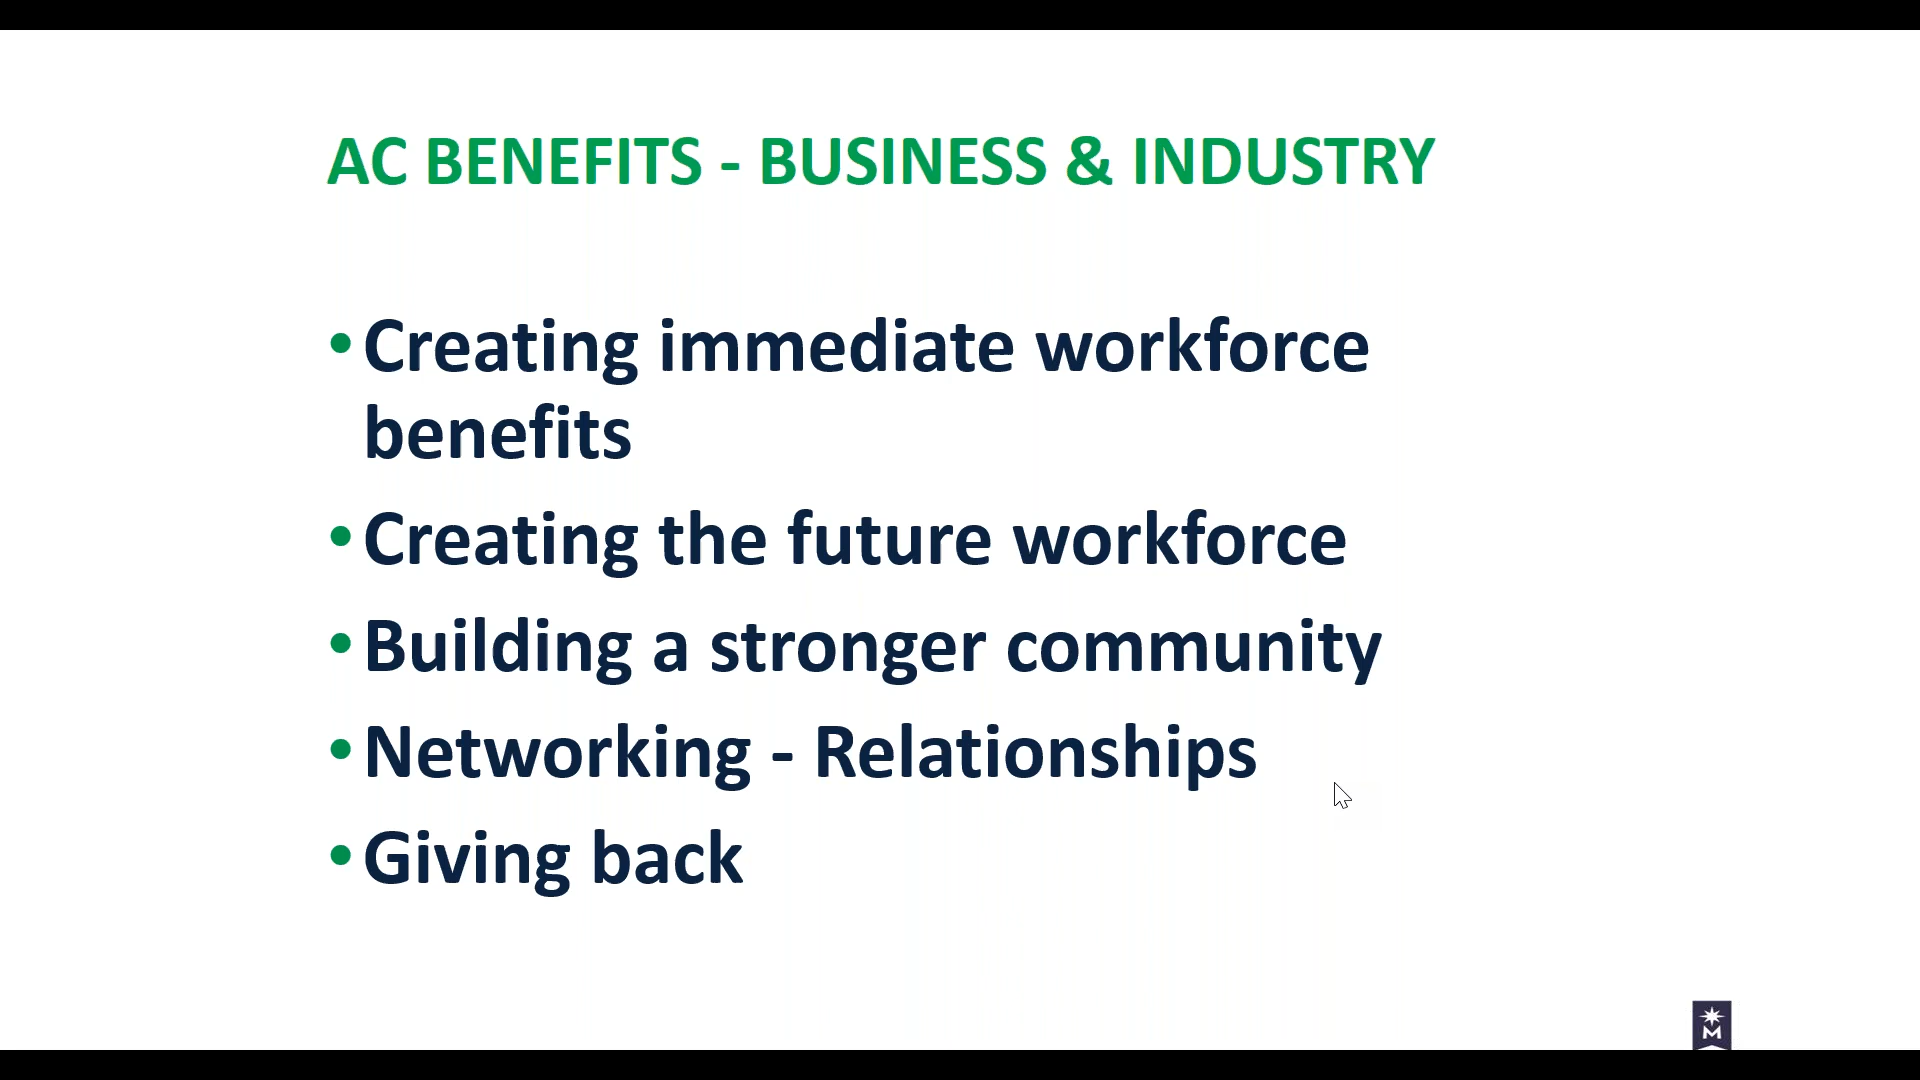 AC BENEFITS - BUSINESS & INDUSTRY
• Creating immediate workforce
benefits
• Creating the future workforce
• Building a stronger community
• Networking - Relationships
• Giving back
M